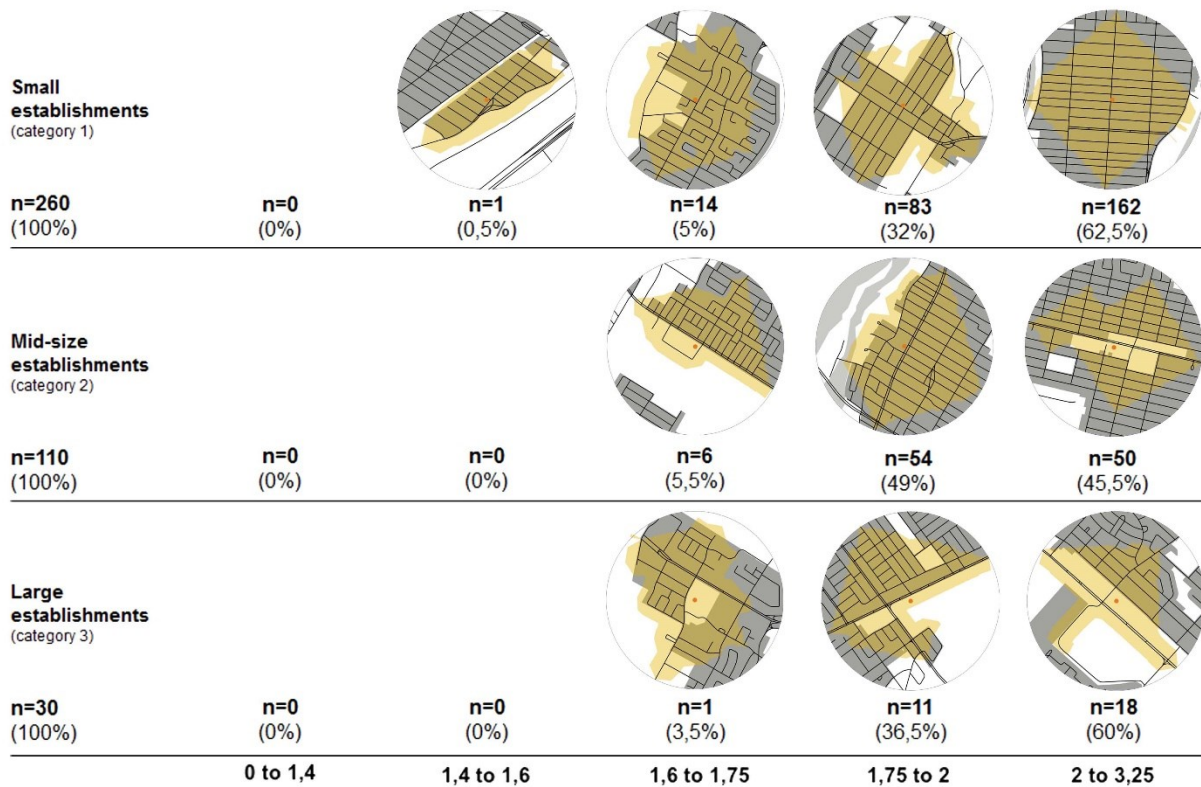 Small
establishments
(category 1)
n=260
(100%)
n=0
(0%)
n=1
(0,5%)
n=14
(5%)
n=83
(32%)
n=162
(62,5%)
Mid-size
establishments
(category 2)
n=110
(100%)
n=0
(0%)
n=0
(0%)
n=6
(5,5%)
n=54
(49%)
n=50
(45,5%)
Large
establishments
(category 3)
n=30
(100%)
n=0
(0%)
n=0
(0%)
n=1
(3,5%)
n=11
(36,5%)
n=18
(60%)
0 to 1,4
1,4 to 1,6
1,6 to 1,75
1,75 to 2
2 to 3,25